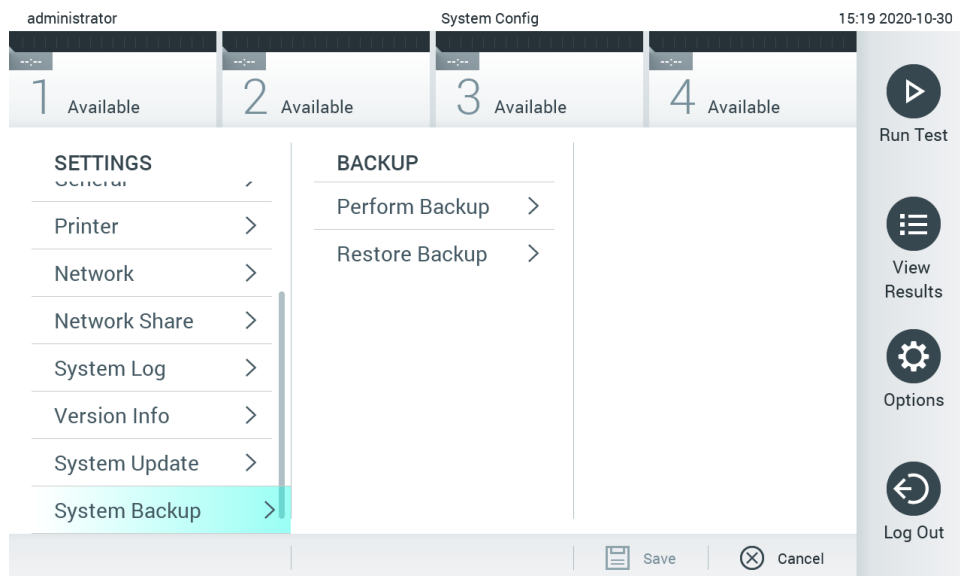 administrator System Config 15:19 2020-10-30
--:-- --:-- --:-- --:--
1 Available 2 Available 3 Available 4 Available
Run Test
SETTINGS
General
Printer
Network
Network Share
System Log
Version Info
System Update
System Backup
BACKUP
Perform Backup
Restore Backup
View
Results
Options
Log Out
Save Cancel